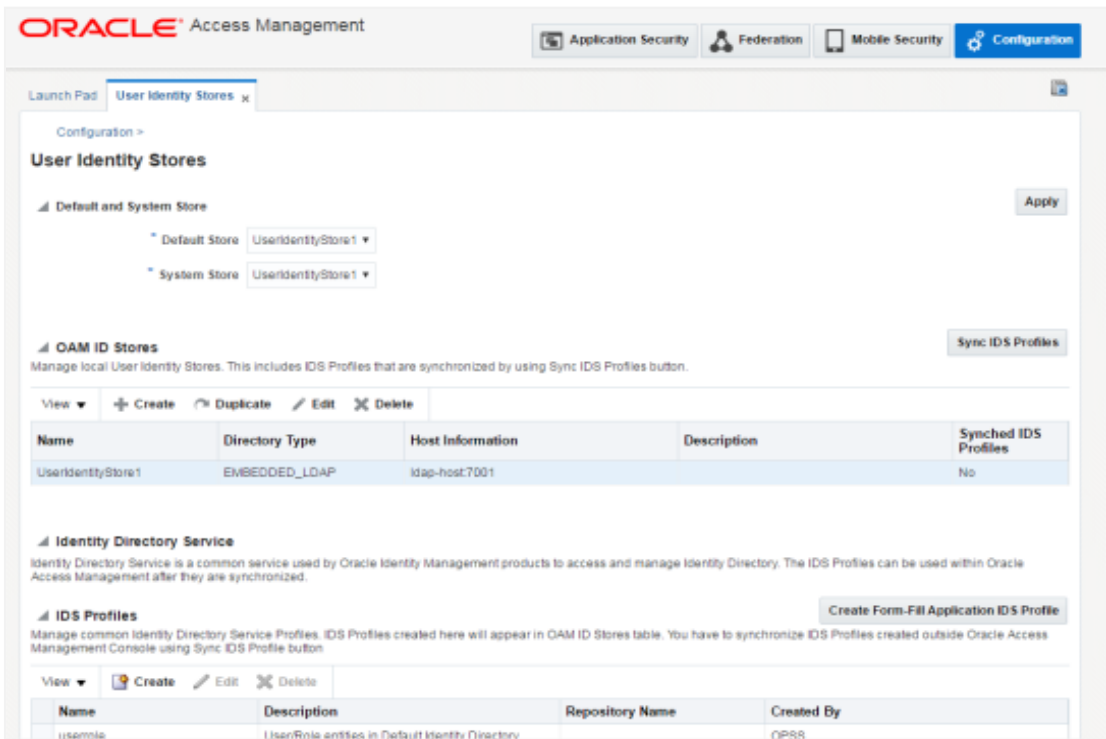 ORACLE Access Management
Application Security Federation Mobile Security Configuration
Launch Pad User Identity Stores x
Configuration >
User Identity Stores
Default and System Store Apply
* Default Store UserIdentityStore1
* System Store UserIdentityStore1
OAM ID Stores Sync IDS Profiles
Manage local User Identity Stores. This includes IDS Profiles that are synchronized by using Sync IDS Profiles button.
View Create Duplicate Edit Delete
Name Directory Type Host Information Description Synched IDS Profiles
UserIdentityStore1 EMBEDDED_LDAP ldap-host:7001 No
Identity Directory Service
Identity Directory Service is a common service used by Oracle Identity Management products to access and manage Identity Directory. The IDS Profiles can be used within Oracle
Access Management after they are synchronized.
IDS Profiles Create Form-Fill Application IDS Profile
Manage common Identity Directory Service Profiles. IDS Profiles created here will appear in OAM ID Stores table. You have to synchronize IDS Profiles created outside Oracle Access
Management Console using Sync IDS Profile button
View Create Edit Delete
Name Description Repository Name Created By
userrole User/Role entities in Default Identity Directory OPSS